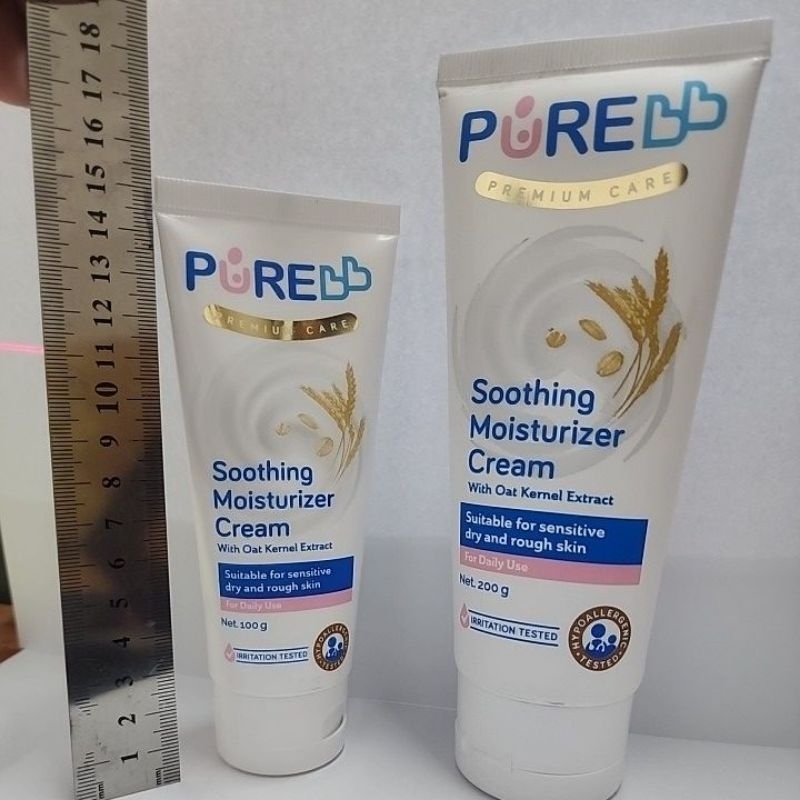 18
17
16
15
14
13
12
11
10
9
8
7
6
5
4
3
2
1
mm
mm
PUREBB
PREMIUM CARE
Soothing
Moisturizer
Cream
With Oat Kernel Extract
Suitable for sensitive
dry and rough skin
For Daily Use
Net. 100 g
IRRITATION TESTED
HYPOALLERGENIC
TESTED
PUREBB
PREMIUM CARE
Soothing
Moisturizer
Cream
With Oat Kernel Extract
Suitable for sensitive
dry and rough skin
For Daily Use
Net. 200 g
IRRITATION TESTED
HYPOALLERGENIC
TESTED